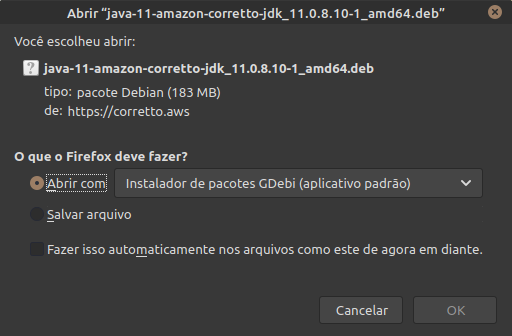 Abrir “java-11-amazon-corretto-jdk_11.0.8.10-1_amd64.deb”
Você escolheu abrir:
java-11-amazon-corretto-jdk_11.0.8.10-1_amd64.deb
tipo: pacote Debian (183 MB)
de: https://corretto.aws
O que o Firefox deve fazer?
Abrir com Instalador de pacotes GDebi (aplicativo padrão)
Salvar arquivo
Fazer isso automaticamente nos arquivos como este de agora em diante.
Cancelar OK